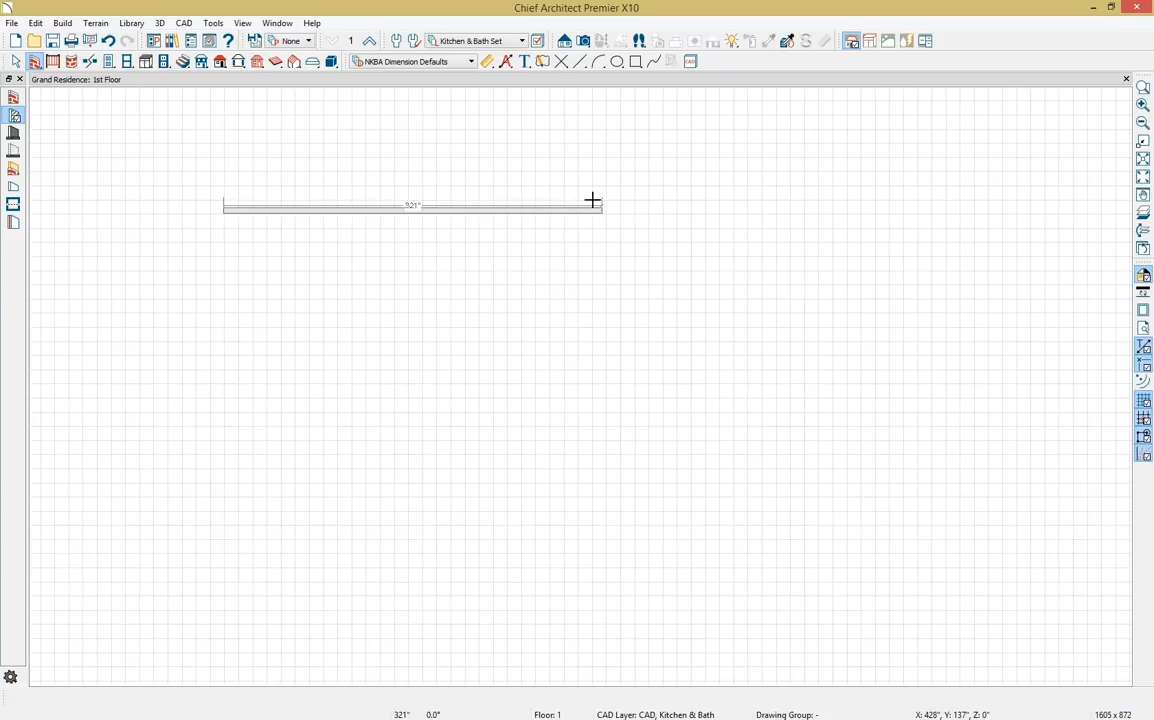 Chief Architect Premier X10
File Edit Build Terrain Library 3D CAD Tools View Window Help
None 1 Kitchen & Bath Set
NKBA Dimension Defaults T CAD
Grand Residence: 1st Floor
321"
321" 0.0° Floor: 1 CAD Layer: CAD, Kitchen & Bath Drawing Group: - X: 428", Y: 137", Z: 0" 1605 x 872